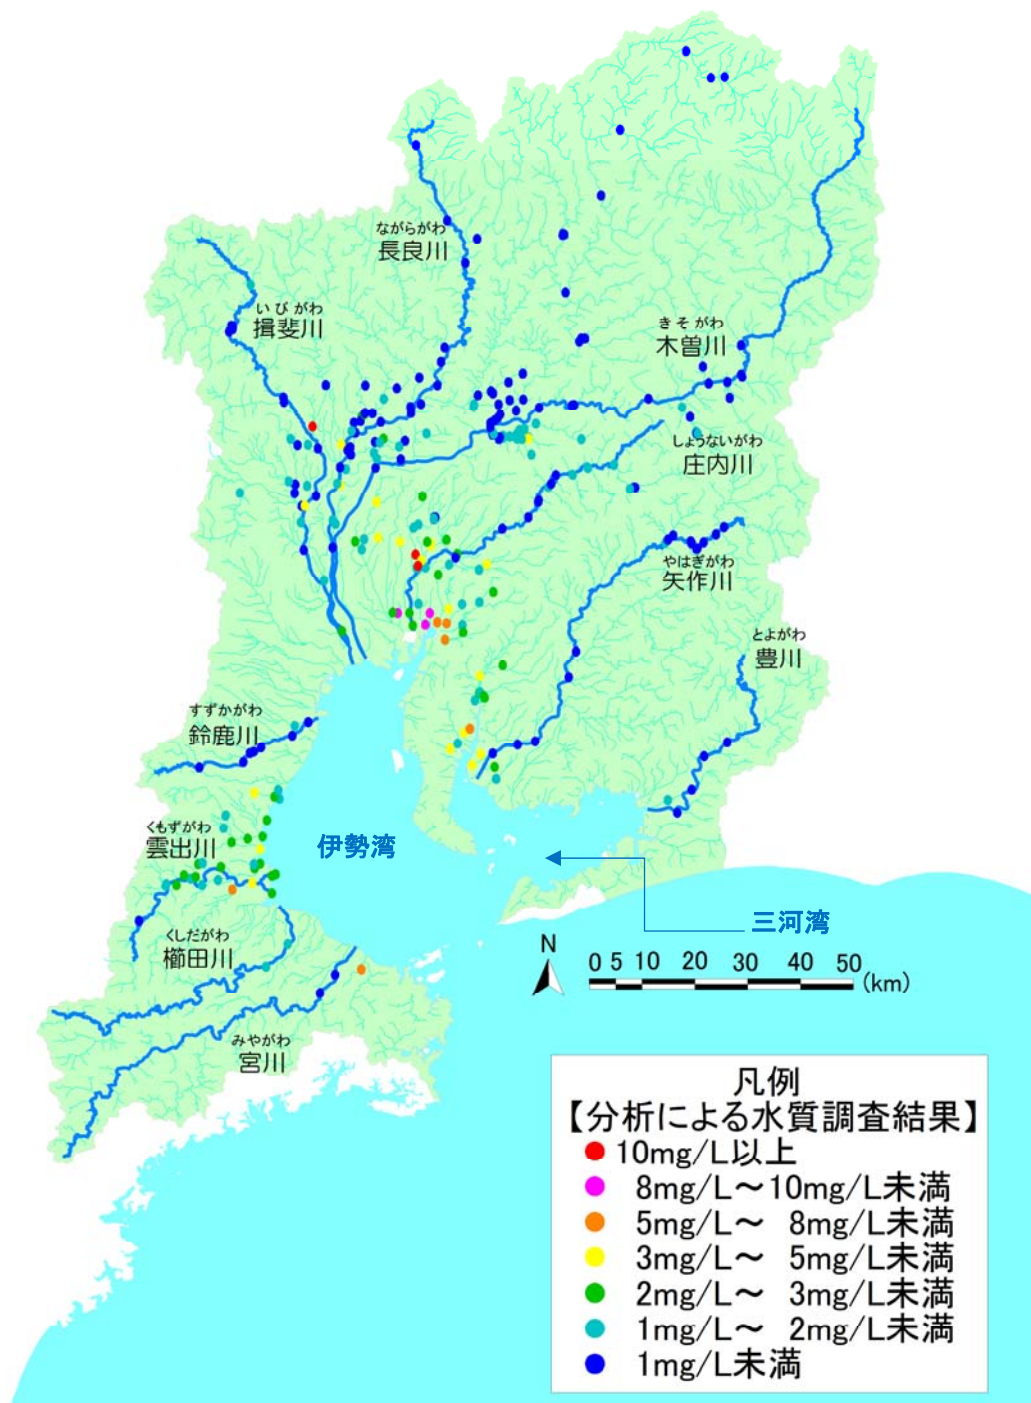 ながらがわ
長良川
いびがわ
揖斐川
きそがわ
木曽川
しょうないがわ
庄内川
やはぎがわ
矢作川
とよがわ
豊川
すずかがわ
鈴鹿川
くもずがわ
雲出川
伊勢湾
三河湾
くしだがわ
櫛田川
みやがわ
宮川
N
0 5 10 20 30 40 50
(km)
凡例
【分析による水質調査結果】
10mg/L以上
8mg/L～10mg/L未満
5mg/L～ 8mg/L未満
3mg/L～ 5mg/L未満
2mg/L～ 3mg/L未満
1mg/L～ 2mg/L未満
1mg/L未満